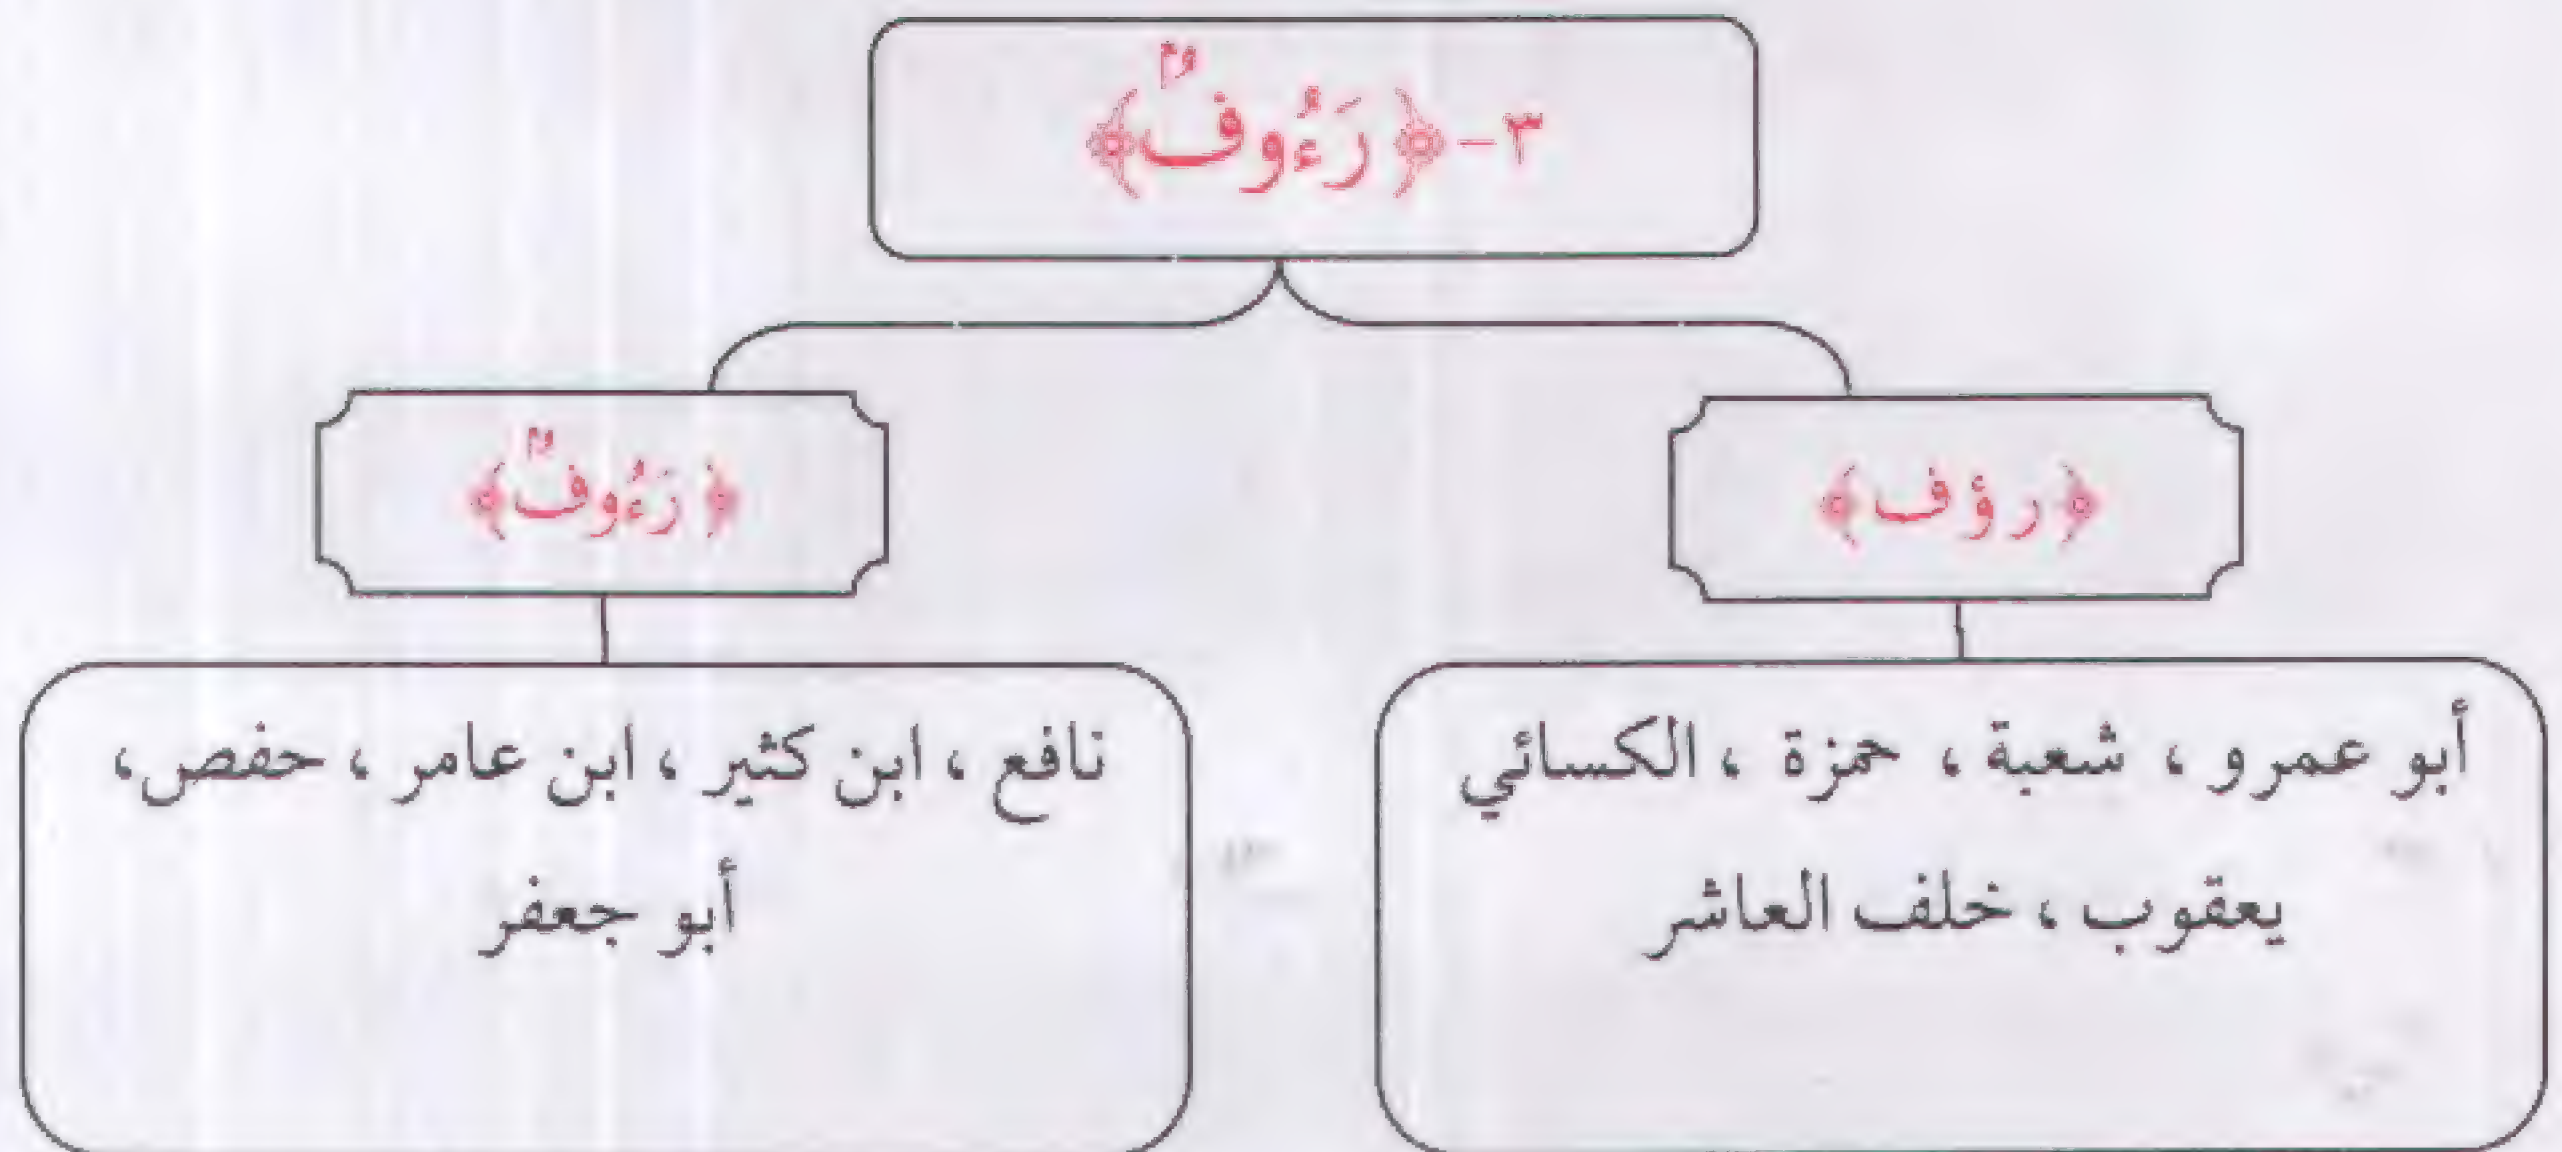 ٣- ﴿رَءُوفٌ﴾
﴿رؤف﴾
﴿رَءُوفٌ﴾
أبو عمرو ، شعبة ، حمزة ، الكسائي
يعقوب ، خلف العاشر
نافع ، ابن كثير ، ابن عامر ، حفص،
أبو جعفر